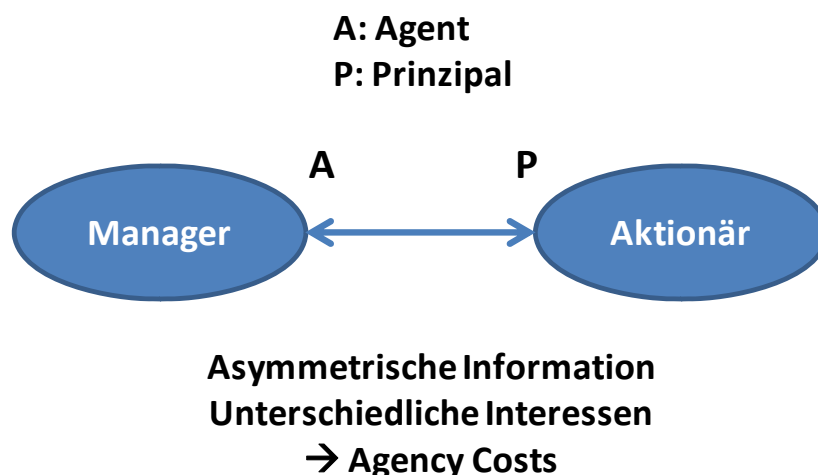 A: Agent
P: Prinzipal
A P
Manager Aktionär
Asymmetrische Information
Unterschiedliche Interessen
→ Agency Costs